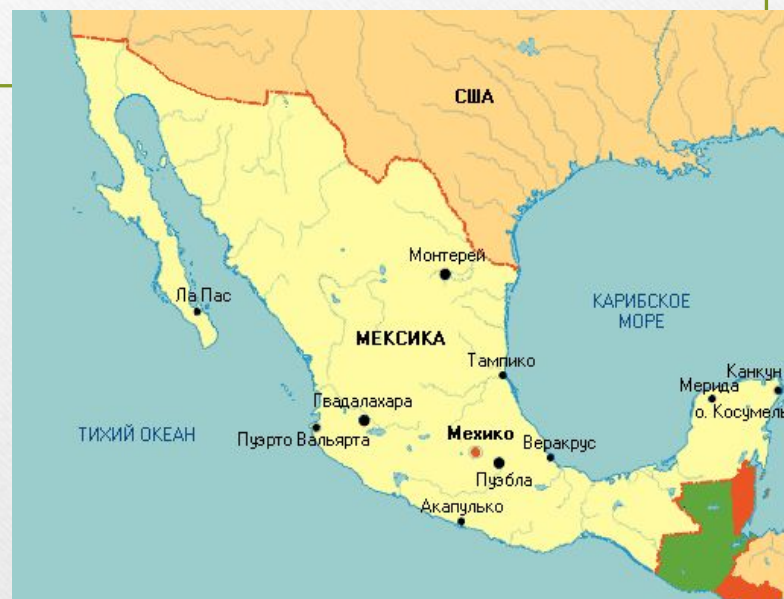 США
Монтерей
Ла Пас
КАРИБСКОЕ
МОРЕ
МЕКСИКА
Тампико
Канкун
Мерида
Гвадалахара
о. Косумель
ТИХИЙ ОКЕАН
Пуэрто Вальярта
Мехико
Веракрус
Пуэбла
Акапулько